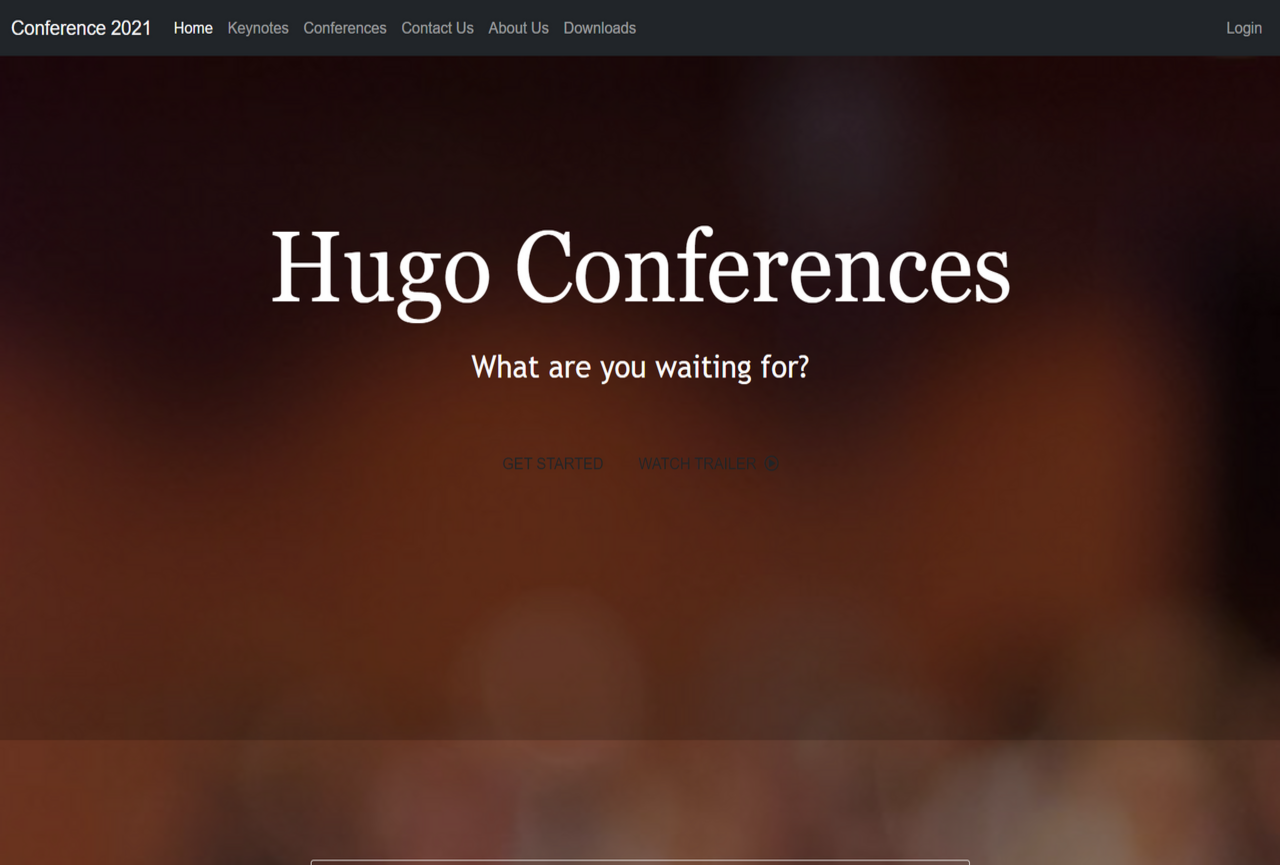 Conference 2021 Home Keynotes Conferences Contact Us About Us Downloads Login
Hugo Conferences
What are you waiting for?
GET STARTED WATCH TRAILER